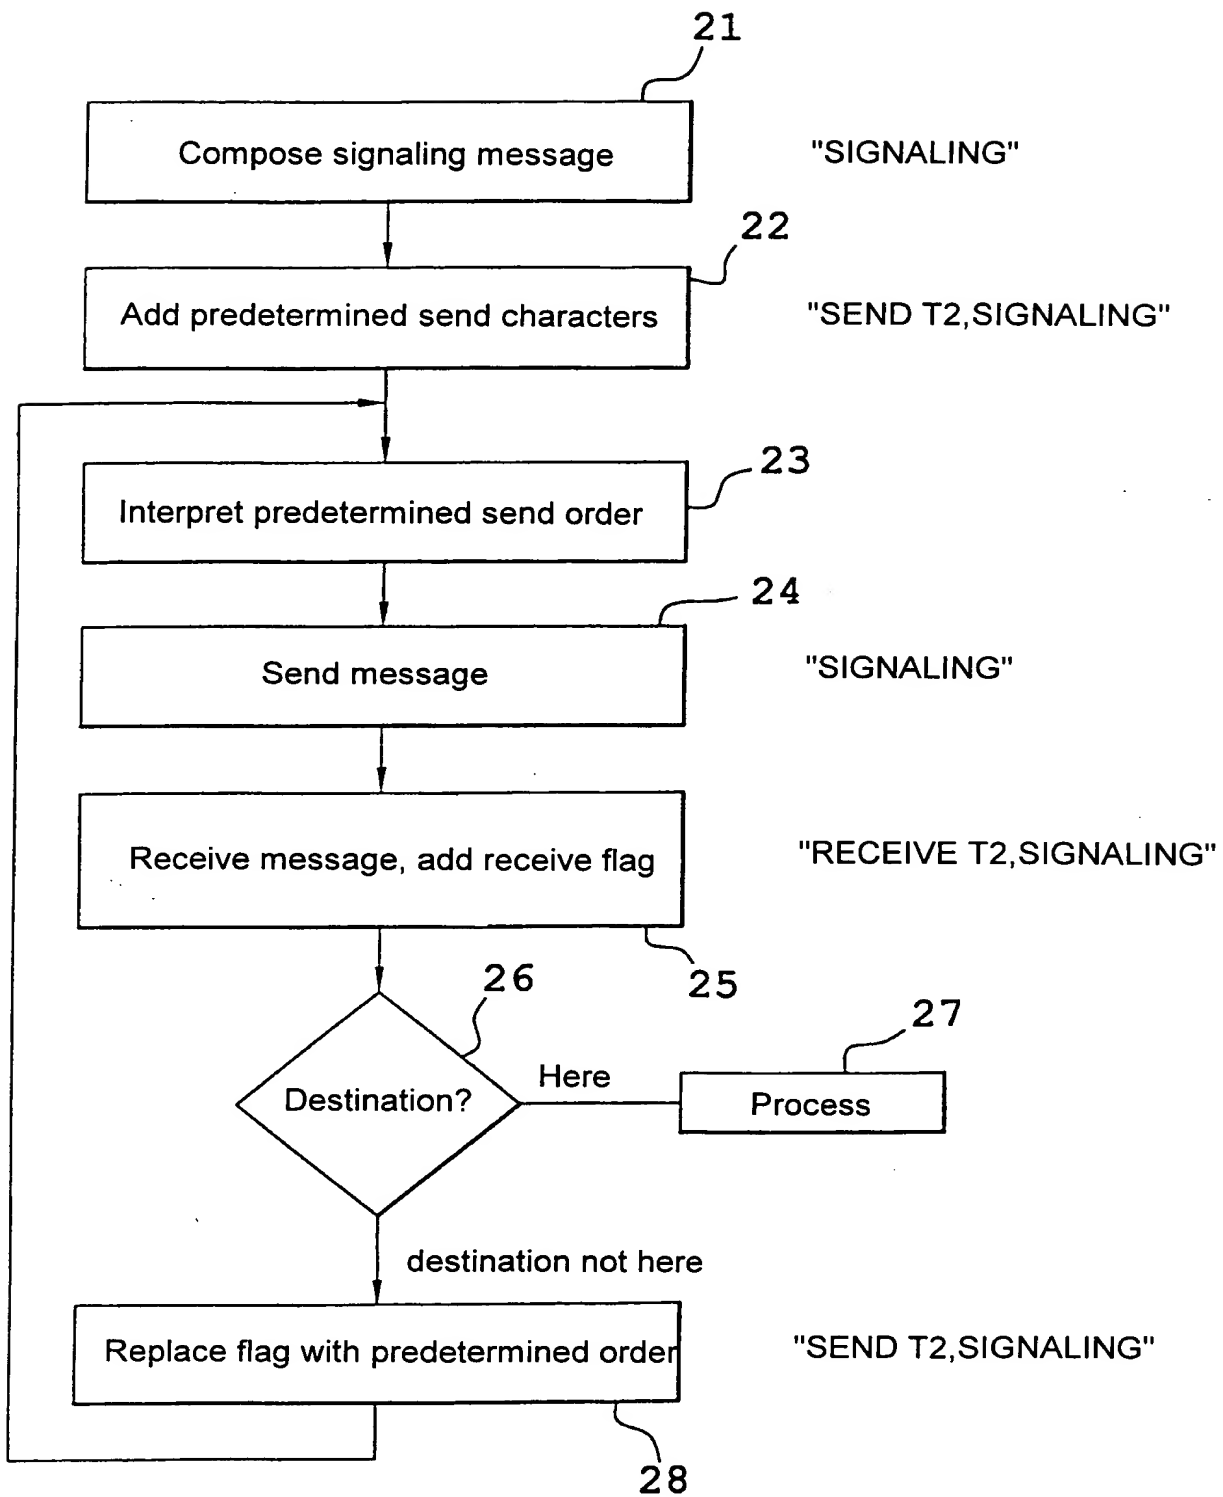 21
Compose signaling message
"SIGNALING"
22
Add predetermined send characters
"SEND T2,SIGNALING"
23
Interpret predetermined send order
24
Send message
"SIGNALING"
Receive message, add receive flag
"RECEIVE T2,SIGNALING"
25
26
27
Here
Destination?
Process
destination not here
Replace flag with predetermined order
"SEND T2,SIGNALING"
28